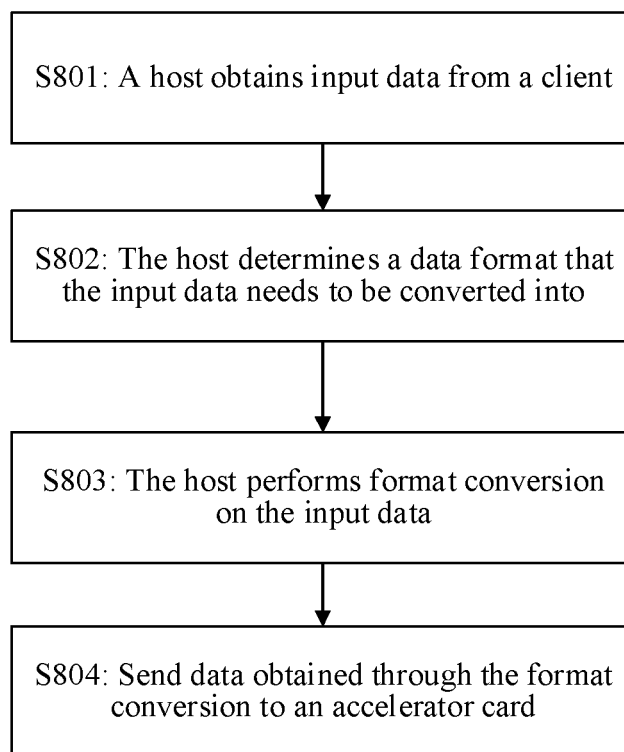 S801: A host obtains input data from a client
S802: The host determines a data format that
the input data needs to be converted into
S803: The host performs format conversion
on the input data
S804: Send data obtained through the format
conversion to an accelerator card